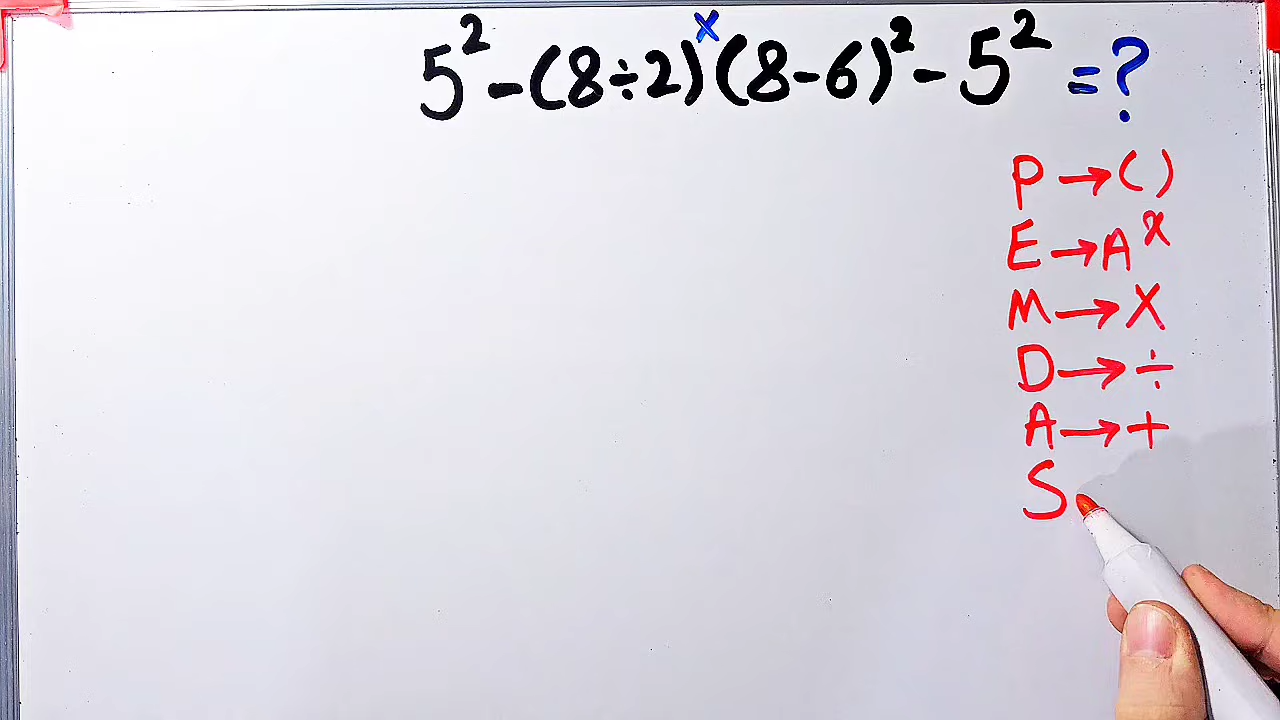 5² - (8÷2)ˣ(8-6)² - 5² = ?
P → ( )
E → Aˣ
M → X
D → ÷
A → +
S